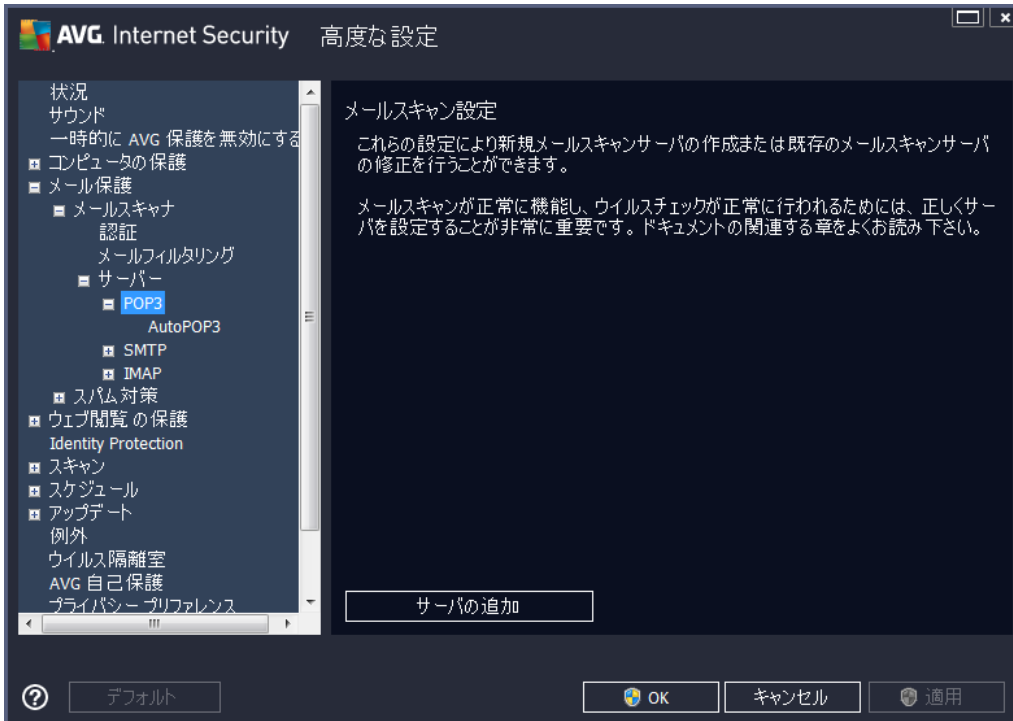 AVG. Internet Security 高度な設定
状況
サウンド
一時的に AVG 保護を無効にする
コンピュータの保護
メール保護
メールスキャナ
認証
メールフィルタリング
サーバー
POP3
AutoPOP3
SMTP
IMAP
スパム対策
ウェブ閲覧 の保護
Identity Protection
スキャン
スケジュール
アップデート
例外
ウイルス隔離室
AVG 自己保護
プライバシー プリファレンス
メールスキャン設定
これらの設定により新規メールスキャンサーバの作成または既存のメールスキャンサーバ
の修正を行うことができます。
メールスキャンが正常に機能し、ウイルスチェックが正常に行われるためには、正しくサー
バを設定することが非常に重要です。ドキュメントの関連する章をよくお読み下さい。
サーバの追加
デフォルト
OK
キャンセル
適用